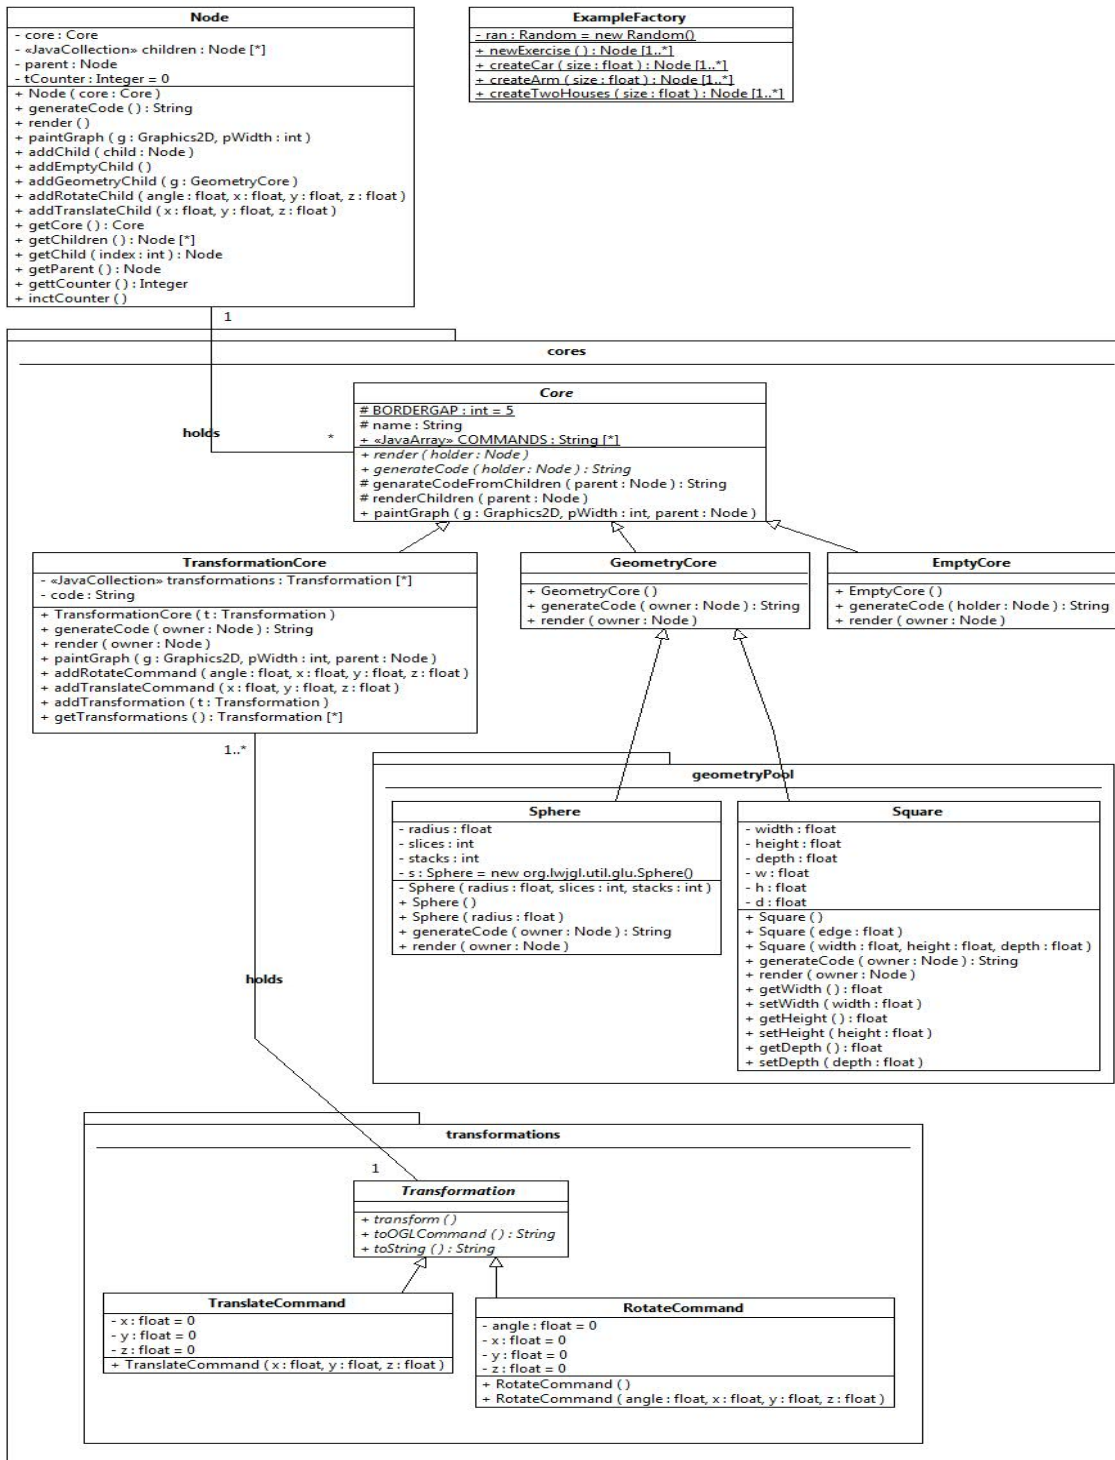 Node
- core : Core
- «JavaCollection» children : Node [*]
- parent : Node
- tCounter : Integer = 0
+ Node ( core : Core )
+ generateCode ( ) : String
+ render ( )
+ paintGraph ( g : Graphics2D, pWidth : int )
+ addChild ( child : Node )
+ addEmptyChild ( )
+ addGeometryChild ( g : GeometryCore )
+ addRotateChild ( angle : float, x : float, y : float, z : float )
+ addTranslateChild ( x : float, y : float, z : float )
+ getCore ( ) : Core
+ getChildren ( ) : Node [*]
+ getChild ( index : int ) : Node
+ getParent ( ) : Node
+ gettCounter ( ) : Integer
+ inctCounter ( )
ExampleFactory
- ran : Random = new Random()
+ newExercise ( ) : Node [1..*]
+ createCar ( size : float ) : Node [1..*]
+ createArm ( size : float ) : Node [1..*]
+ createTwoHouses ( size : float ) : Node [1..*]
1
cores
holds
*
Core
# BORDERGAP : int = 5
# name : String
+ «JavaArray» COMMANDS : String [*]
+ render ( holder : Node )
+ generateCode ( holder : Node ) : String
# genarateCodeFromChildren ( parent : Node ) : String
# renderChildren ( parent : Node )
+ paintGraph ( g : Graphics2D, pWidth : int, parent : Node )
TransformationCore
- «JavaCollection» transformations : Transformation [*]
- code : String
+ TransformationCore ( t : Transformation )
+ generateCode ( owner : Node ) : String
+ render ( owner : Node )
+ paintGraph ( g : Graphics2D, pWidth : int, parent : Node )
+ addRotateCommand ( angle : float, x : float, y : float, z : float )
+ addTranslateCommand ( x : float, y : float, z : float )
+ addTransformation ( t : Transformation )
+ getTransformations ( ) : Transformation [*]
GeometryCore
+ GeometryCore ( )
+ generateCode ( owner : Node ) : String
+ render ( owner : Node )
EmptyCore
+ EmptyCore ( )
+ generateCode ( holder : Node ) : String
+ render ( owner : Node )
1..*
geometryPool
Sphere
- radius : float
- slices : int
- stacks : int
- s : Sphere = new org.lwjgl.util.glu.Sphere()
- Sphere ( radius : float, slices : int, stacks : int )
+ Sphere ( )
+ Sphere ( radius : float )
+ generateCode ( owner : Node ) : String
+ render ( owner : Node )
Square
- width : float
- height : float
- depth : float
- w : float
- h : float
- d : float
+ Square ( )
+ Square ( edge : float )
+ Square ( width : float, height : float, depth : float )
+ generateCode ( owner : Node ) : String
+ render ( owner : Node )
+ getWidth ( ) : float
+ setWidth ( width : float )
+ getHeight ( ) : float
+ setHeight ( height : float )
+ getDepth ( ) : float
+ setDepth ( depth : float )
holds
transformations
1
Transformation
+ transform ( )
+ toOGLCommand ( ) : String
+ toString ( ) : String
TranslateCommand
- x : float = 0
- y : float = 0
- z : float = 0
+ TranslateCommand ( x : float, y : float, z : float )
RotateCommand
- angle : float = 0
- x : float = 0
- y : float = 0
- z : float = 0
+ RotateCommand ( )
+ RotateCommand ( angle : float, x : float, y : float, z : float )